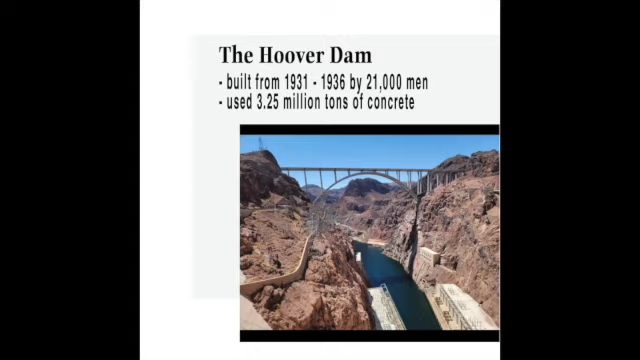 The Hoover Dam
- built from 1931 - 1936 by 21,000 men
- used 3.25 million tons of concrete